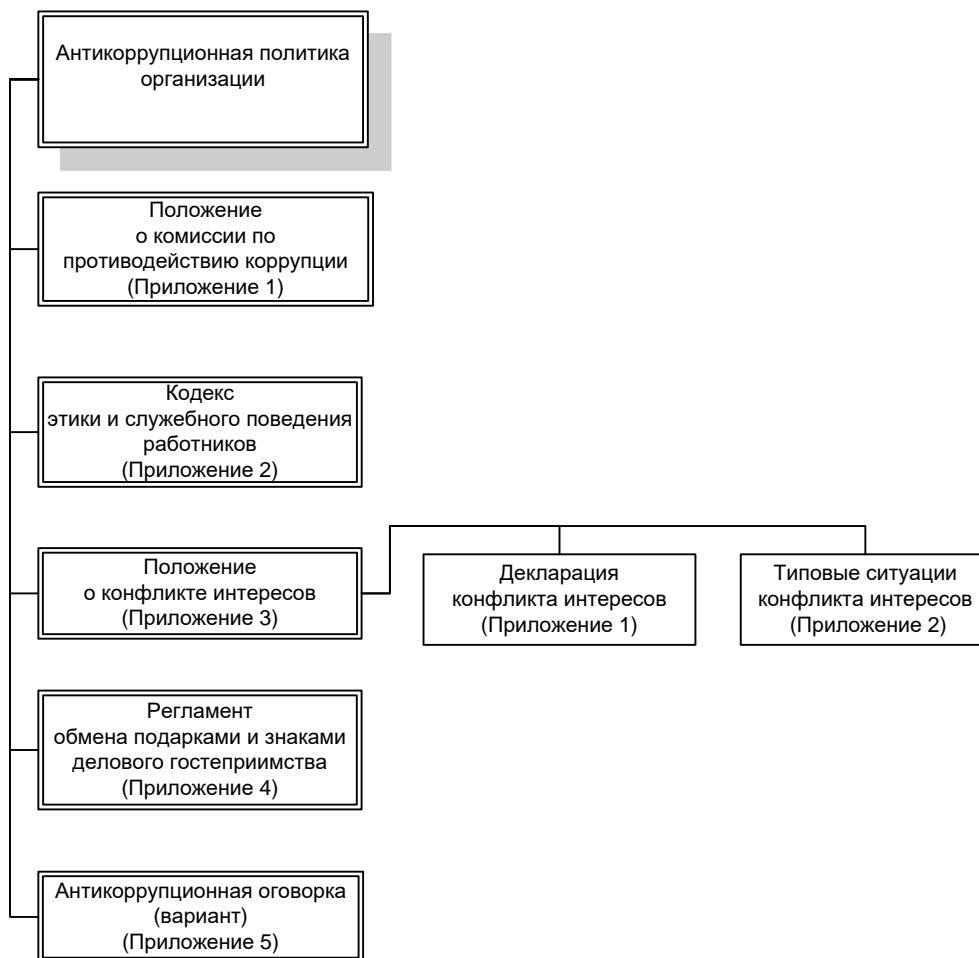 Антикоррупционная политика
организации
Положение
о комиссии по
противодействию коррупции
(Приложение 1)
Кодекс
этики и служебного поведения
работников
(Приложение 2)
Положение
о конфликте интересов
(Приложение 3)
Декларация
конфликта интересов
(Приложение 1)
Типовые ситуации
конфликта интересов
(Приложение 2)
Регламент
обмена подарками и знаками
делового гостеприимства
(Приложение 4)
Антикоррупционная оговорка
(вариант)
(Приложение 5)